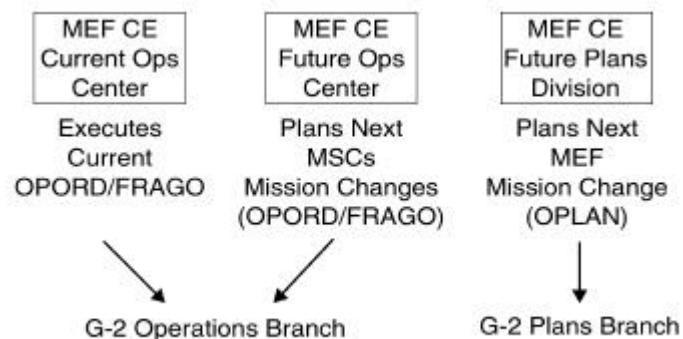 MEF CE
Current Ops
Center
Executes
Current
OPORD/FRAGO
MEF CE
Future Ops
Center
Plans Next
MSCs
Mission Changes
(OPORD/FRAGO)
MEF CE
Future Plans
Division
Plans Next
MEF
Mission Change
(OPLAN)
G-2 Operations Branch
G-2 Plans Branch